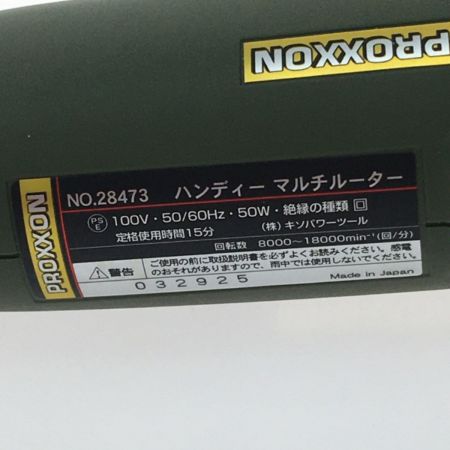 PROXXON
PROXXON
NO.28473 ハンディー マルチルーター
PS E 100V・50/60Hz・50W・絶縁の種類 回
定格使用時間15分 (株) キソパワーツール
回転数 8000〜18000min⁻¹(回/分)
⚠警告 ご使用の前に取扱説明書を必ずよくお読みください。感電
のおそれがありますので、雨中では使用しないでください。
032925 Made in Japan